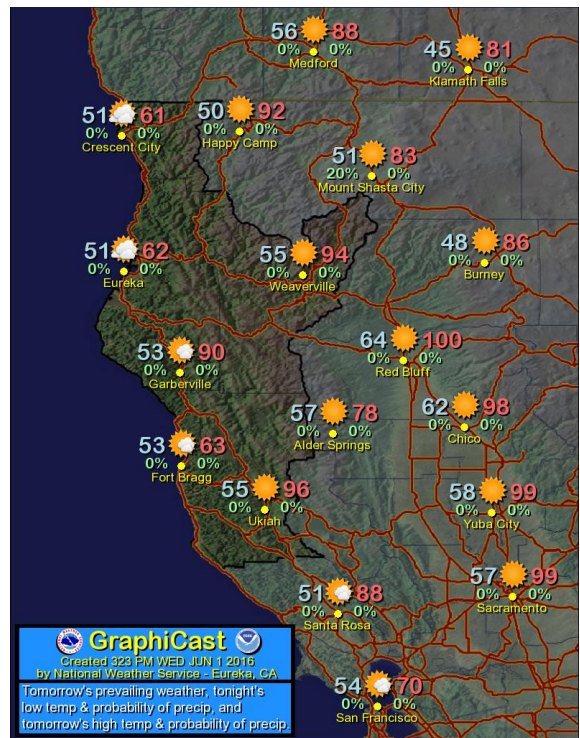 56 88
0% 0%
Medford
45 81
0% 0%
Klamath Falls
51 61
0% 0%
Crescent City
50 92
0% 0%
Happy Camp
51 83
20% 0%
Mount Shasta City
51 62
0% 0%
Eureka
55 94
0% 0%
Weaverville
48 86
0% 0%
Burney
53 90
0% 0%
Garberville
64 100
0% 0%
Red Bluff
57 78
0% 0%
Alder Springs
62 98
0% 0%
Chico
53 63
0% 0%
Fort Bragg
55 96
0% 0%
Ukiah
58 99
0% 0%
Yuba City
51 88
0% 0%
Santa Rosa
57 99
0% 0%
Sacramento
54 70
0% 0%
San Francisco
GraphiCast
Created 323 PM WED JUN 1 2016
by National Weather Service - Eureka, CA
Tomorrow's prevailing weather, tonight's
low temp & probability of precip, and
tomorrow's high temp & probability of precip.